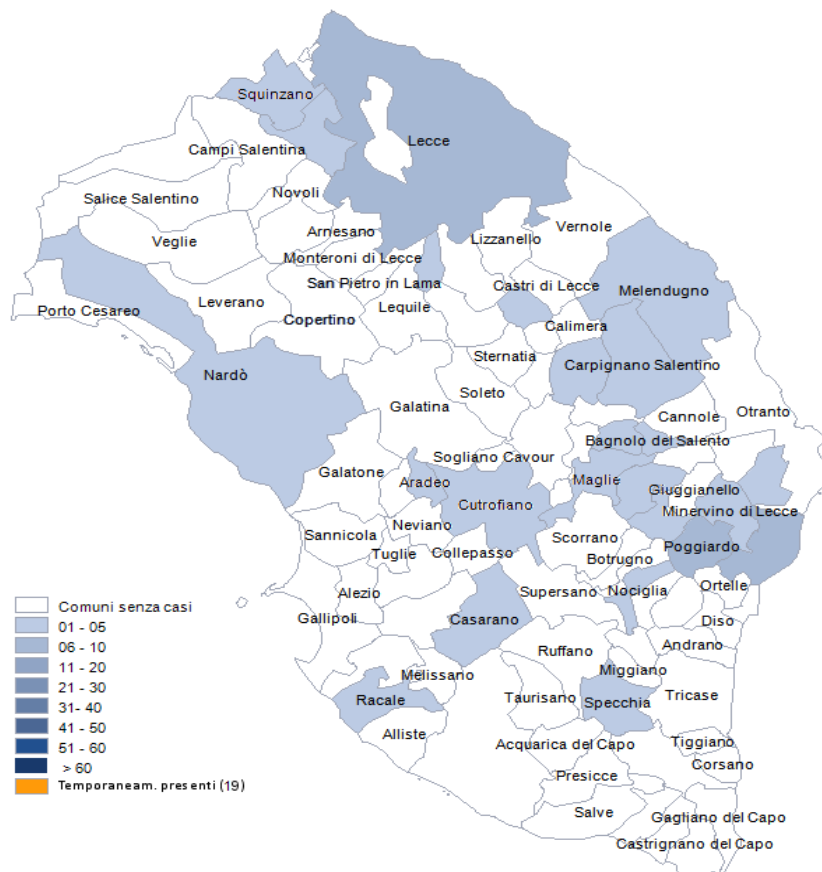 Squinzano
Lecce
Campi Salentina
Salice Salentino
Novoli
Vernole
Arnesano
Lizzanello
Veglie
Monteroni di Lecce
San Pietro in Lama
Castri di Lecce
Melendugno
Leverano
Porto Cesareo
Lequile
Copertino
Calimera
Sternatia
Carpignano Salentino
Nardò
Soleto
Galatina
Cannole
Otranto
Bagnolo del Salento
Sogliano Cavour
Galatone
Aradeo
Maglie
Giuggianello
Cutrofiano
Minervino di Lecce
Neviano
Sannicola
Scorrano
Poggiardo
Tuglie
Collepasso
Botrugno
Ortelle
Alezio
Supersano
Nociglia
Gallipoli
Casarano
Diso
Andrano
Ruffano
Miggiano
Melissano
Taurisano
Tricase
Racale
Specchia
Alliste
Acquarica del Capo
Tiggiano
Corsano
Presicce
Salve
Gagliano del Capo
Castrignano del Capo
Comuni senza casi
01 - 05
06 - 10
11 - 20
21 - 30
31- 40
41 - 50
51 - 60
> 60
Temporaneam. presenti (19)